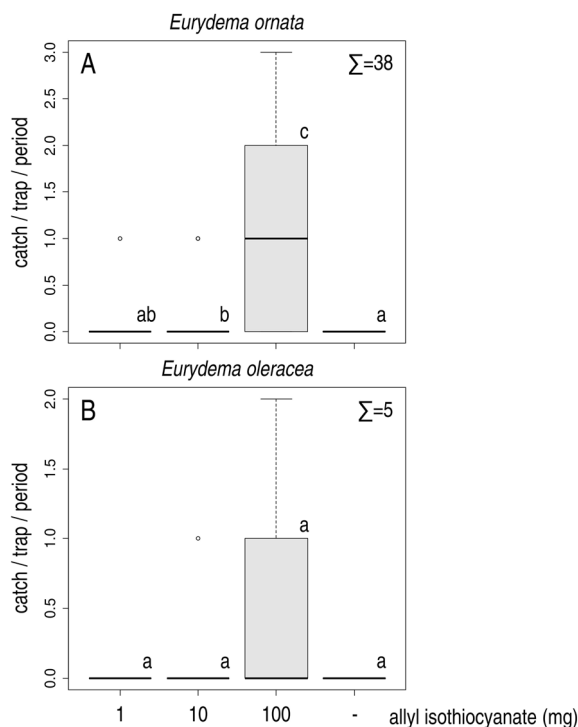 Eurydema ornata
A
∑=38
catch / trap / period
3.0
2.5
2.0
1.5
1.0
0.5
0.0
ab
b
c
a
Eurydema oleracea
B
∑=5
catch / trap / period
2.0
1.5
1.0
0.5
0.0
a
a
a
a
1 10 100 - allyl isothiocyanate (mg)